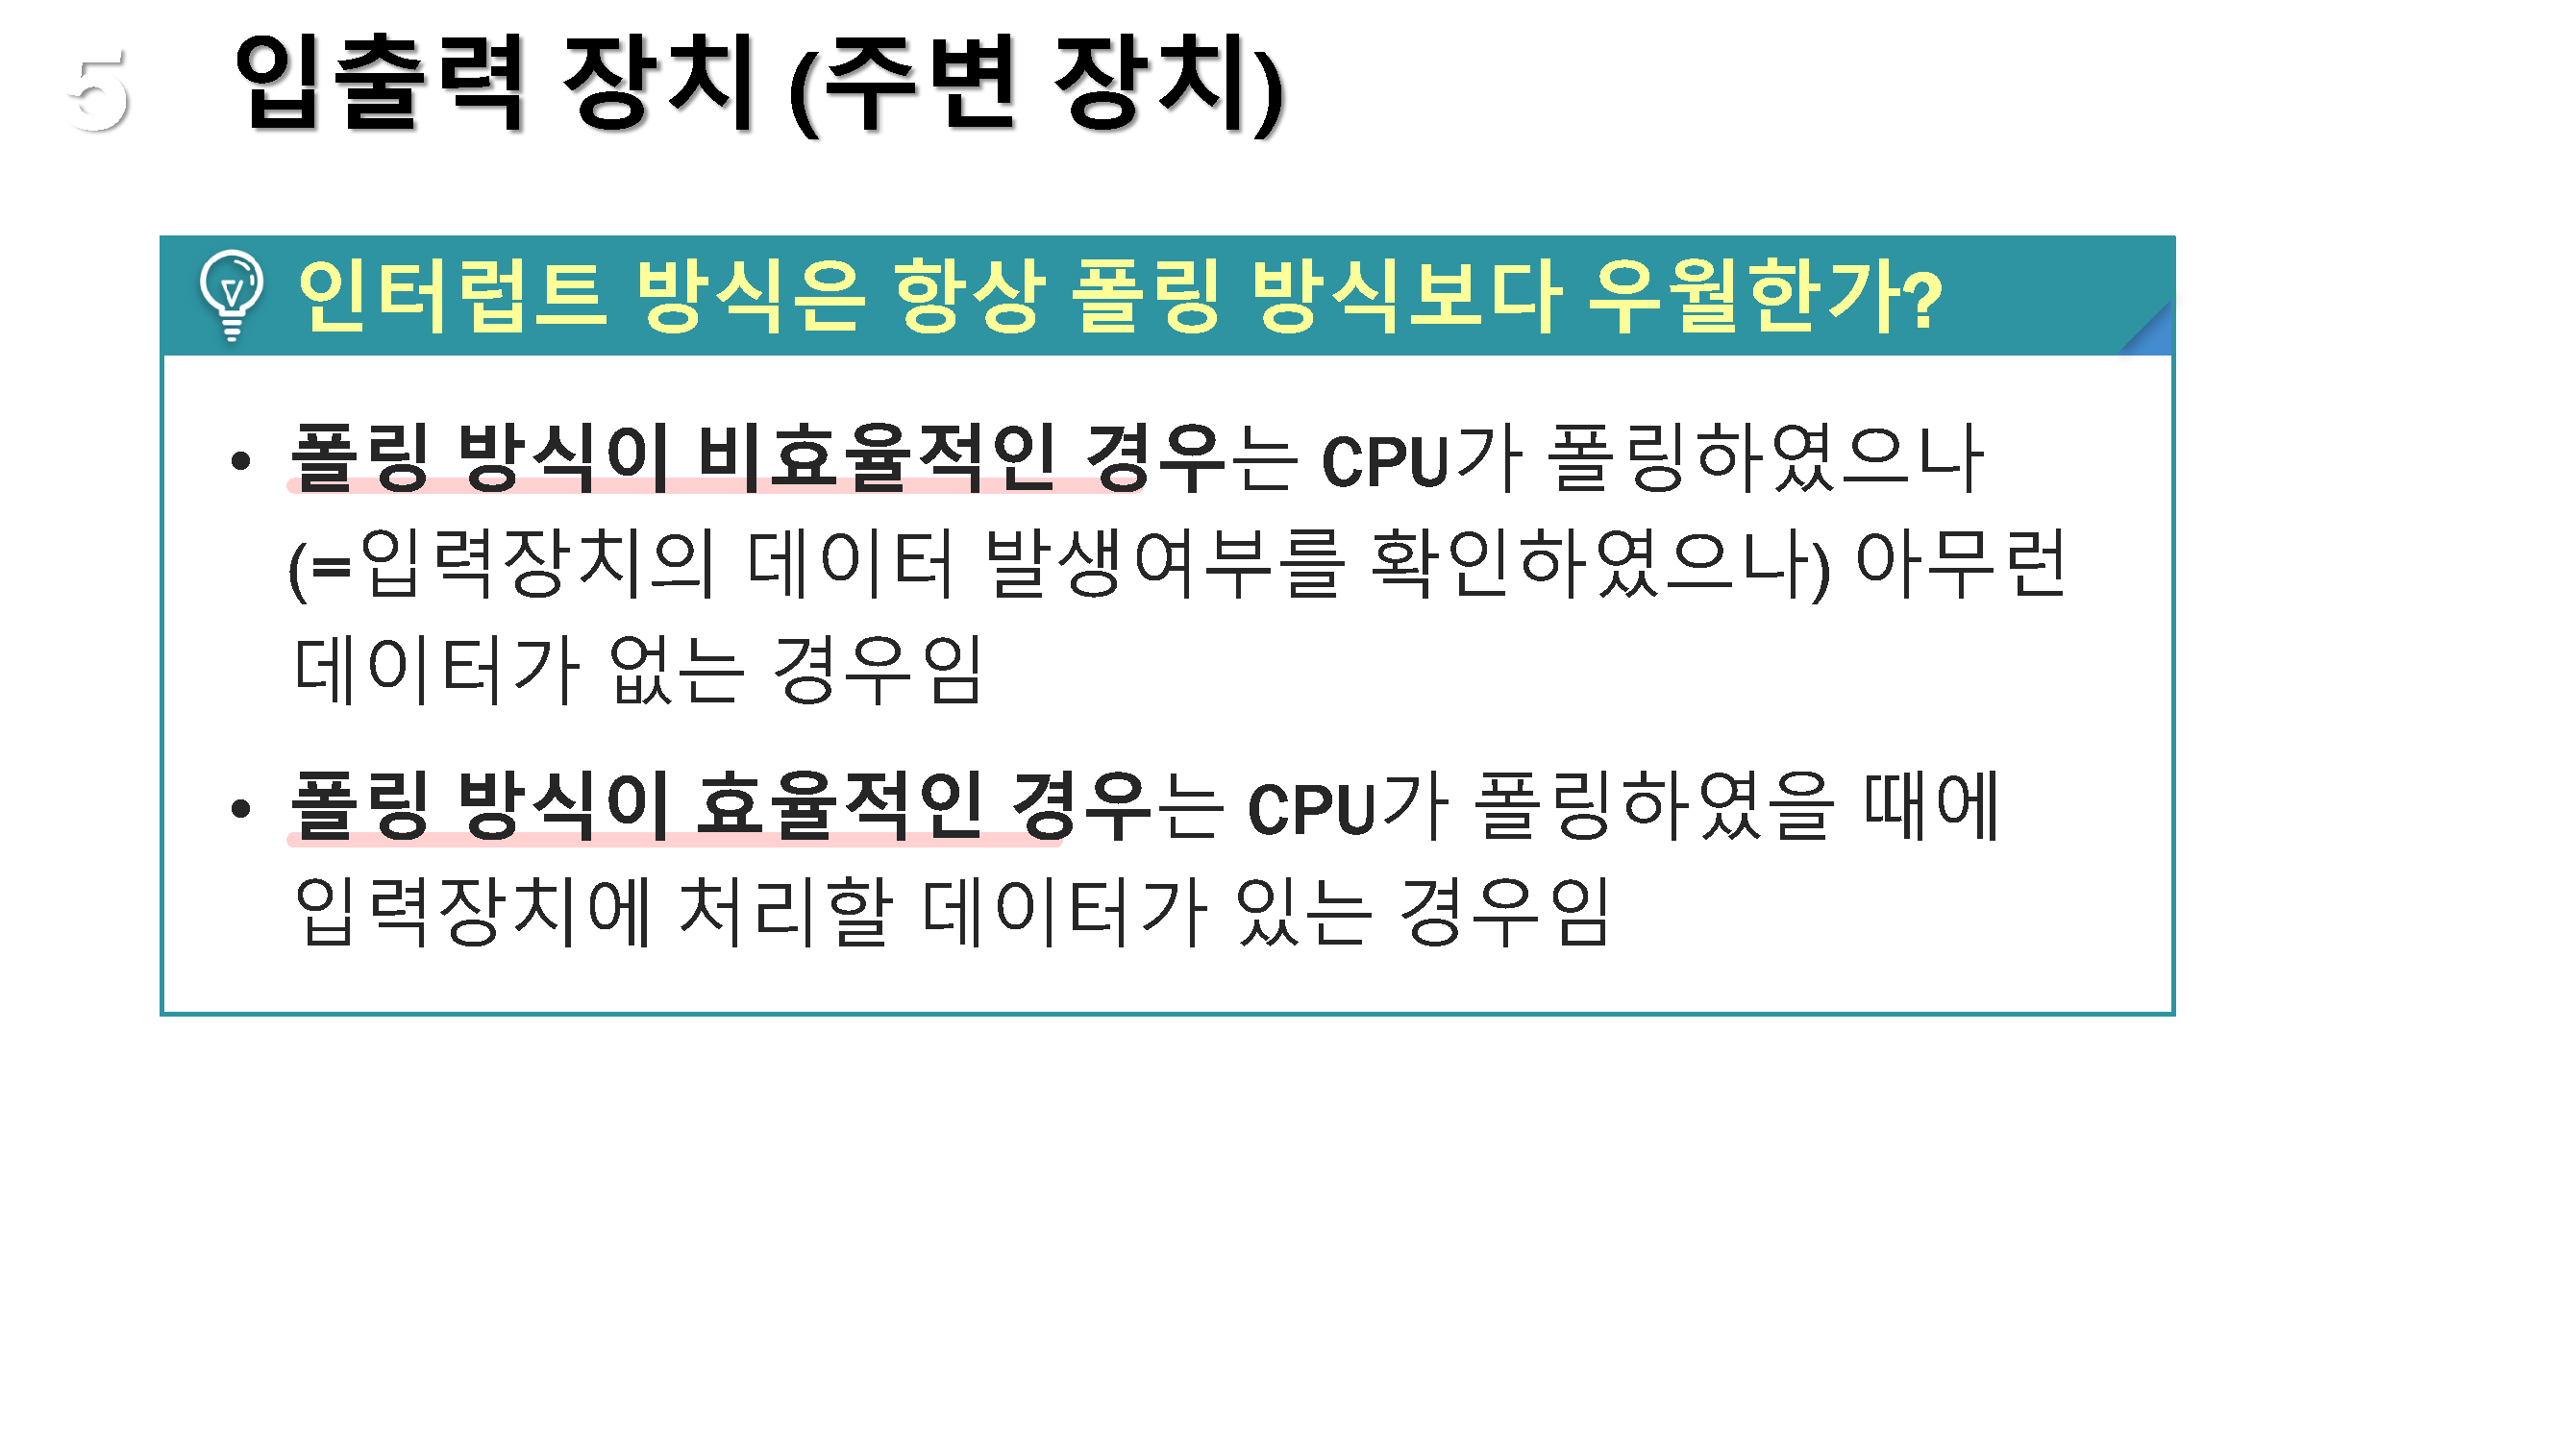 5 입출력 장치 (주변 장치)
인터럽트 방식은 항상 폴링 방식보다 우월한가?
• 폴링 방식이 비효율적인 경우는 CPU가 폴링하였으나
(=입력장치의 데이터 발생여부를 확인하였으나) 아무런
데이터가 없는 경우임
• 폴링 방식이 효율적인 경우는 CPU가 폴링하였을 때에
입력장치에 처리할 데이터가 있는 경우임